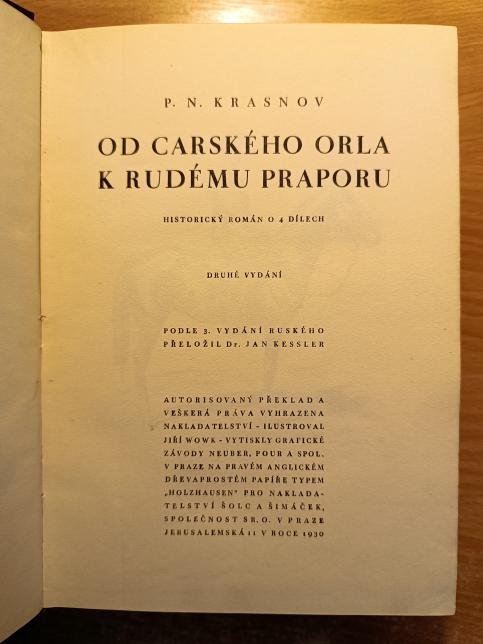 P. N. KRASNOV
OD CARSKÉHO ORLA
K RUDÉMU PRAPORU
HISTORICKÝ ROMÁN O 4 DÍLECH
DRUHÉ VYDÁNÍ
PODLE 3. VYDÁNÍ RUSKÉHO
PŘELOŽIL Dr. JAN KESSLER
AUTORISOVANÝ PŘEKLAD A
VEŠKERÁ PRÁVA VYHRAZENA
NAKLADATELSTVÍ - ILUSTROVAL
JIŘÍ WOWK - VYTISKLY GRAFICKÉ
ZÁVODY NEUBER, POUR A SPOL.
V PRAZE NA PRAVÉM ANGLICKÉM
DŘEVAPROSTÉM PAPÍŘE TYPEM
„HOLZHAUSEN" PRO NAKLADA-
TELSTVÍ ŠOLC A ŠIMÁČEK,
SPOLEČNOST S R. O. V PRAZE
JERUSALEMSKÁ 11 V ROCE 1930